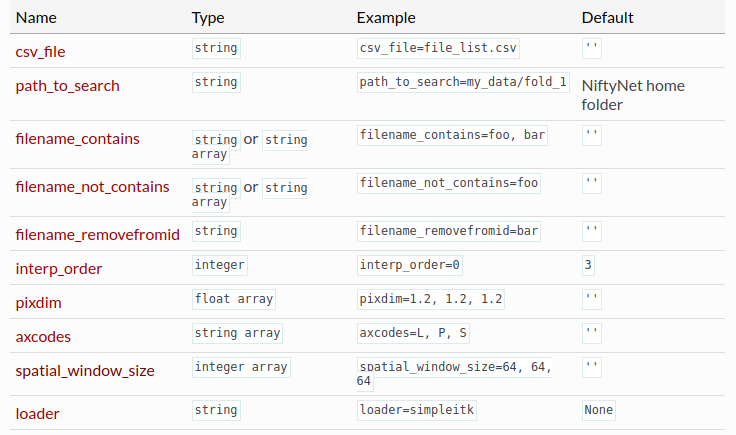 Name Type Example Default
csv_file string csv_file=file_list.csv ''
path_to_search string path_to_search=my_data/fold_1 NiftyNet home
folder
filename_contains string or string filename_contains=foo, bar ''
array
filename_not_contains string or string filename_not_contains=foo ''
array
filename_removefromid string filename_removefromid=bar ''
interp_order integer interp_order=0 3
pixdim float array pixdim=1.2, 1.2, 1.2 ''
axcodes string array axcodes=L, P, S ''
spatial_window_size integer array spatial_window_size=64, 64, ''
64
loader string loader=simpleitk None